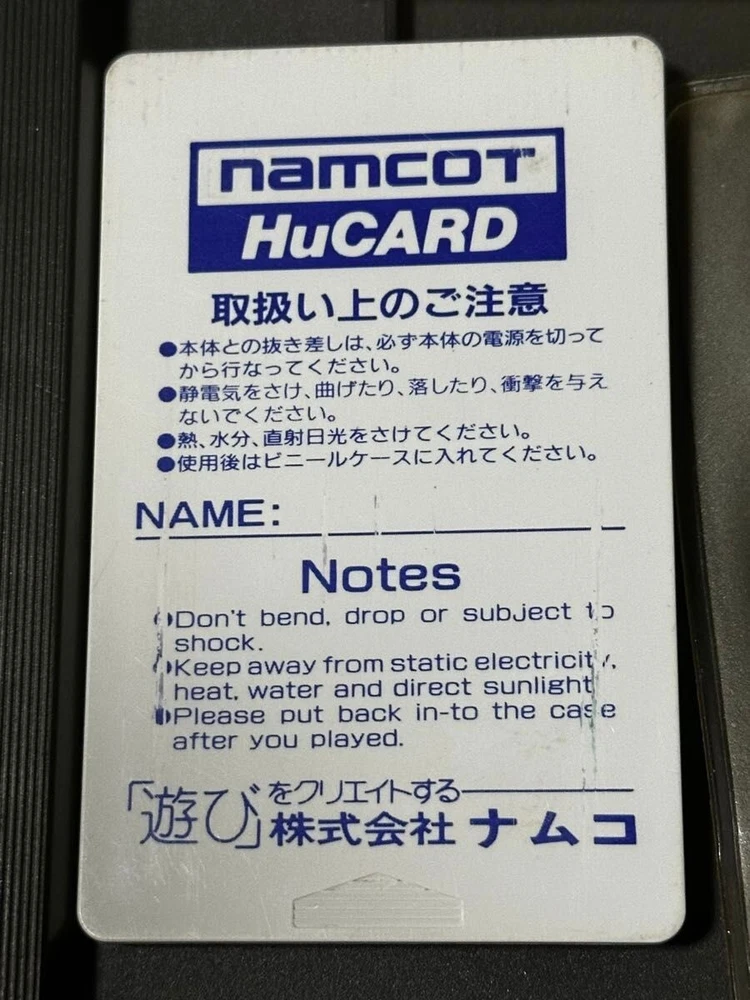 namcoT
HuCARD
取扱い上のご注意
●本体との抜き差しは、必ず本体の電源を切って
から行なってください。
●静電気をさけ、曲げたり、落したり、衝撃を与え
ないでください。
●熱、水分、直射日光をさけてください。
●使用後はビニールケースに入れてください。
NAME:
Notes
●Don't bend, drop or subject to
shock.
●Keep away from static electricity,
heat, water and direct sunlight
●Please put back in-to the case
after you played.
「遊び」をクリエイトする
株式会社ナムコ